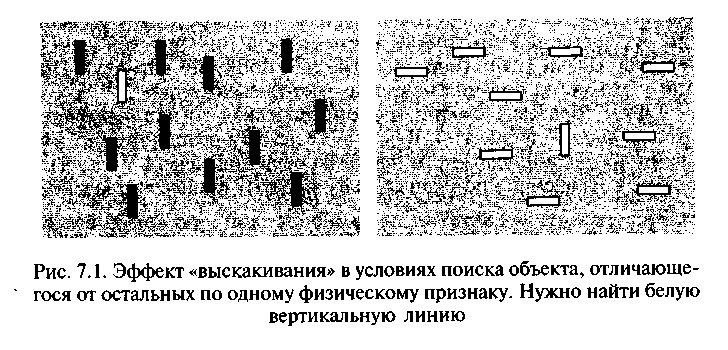 Рис. 7.1. Эффект «выскакивания» в условиях поиска объекта, отличающе-
гося от остальных по одному физическому признаку. Нужно найти белую
вертикальную линию